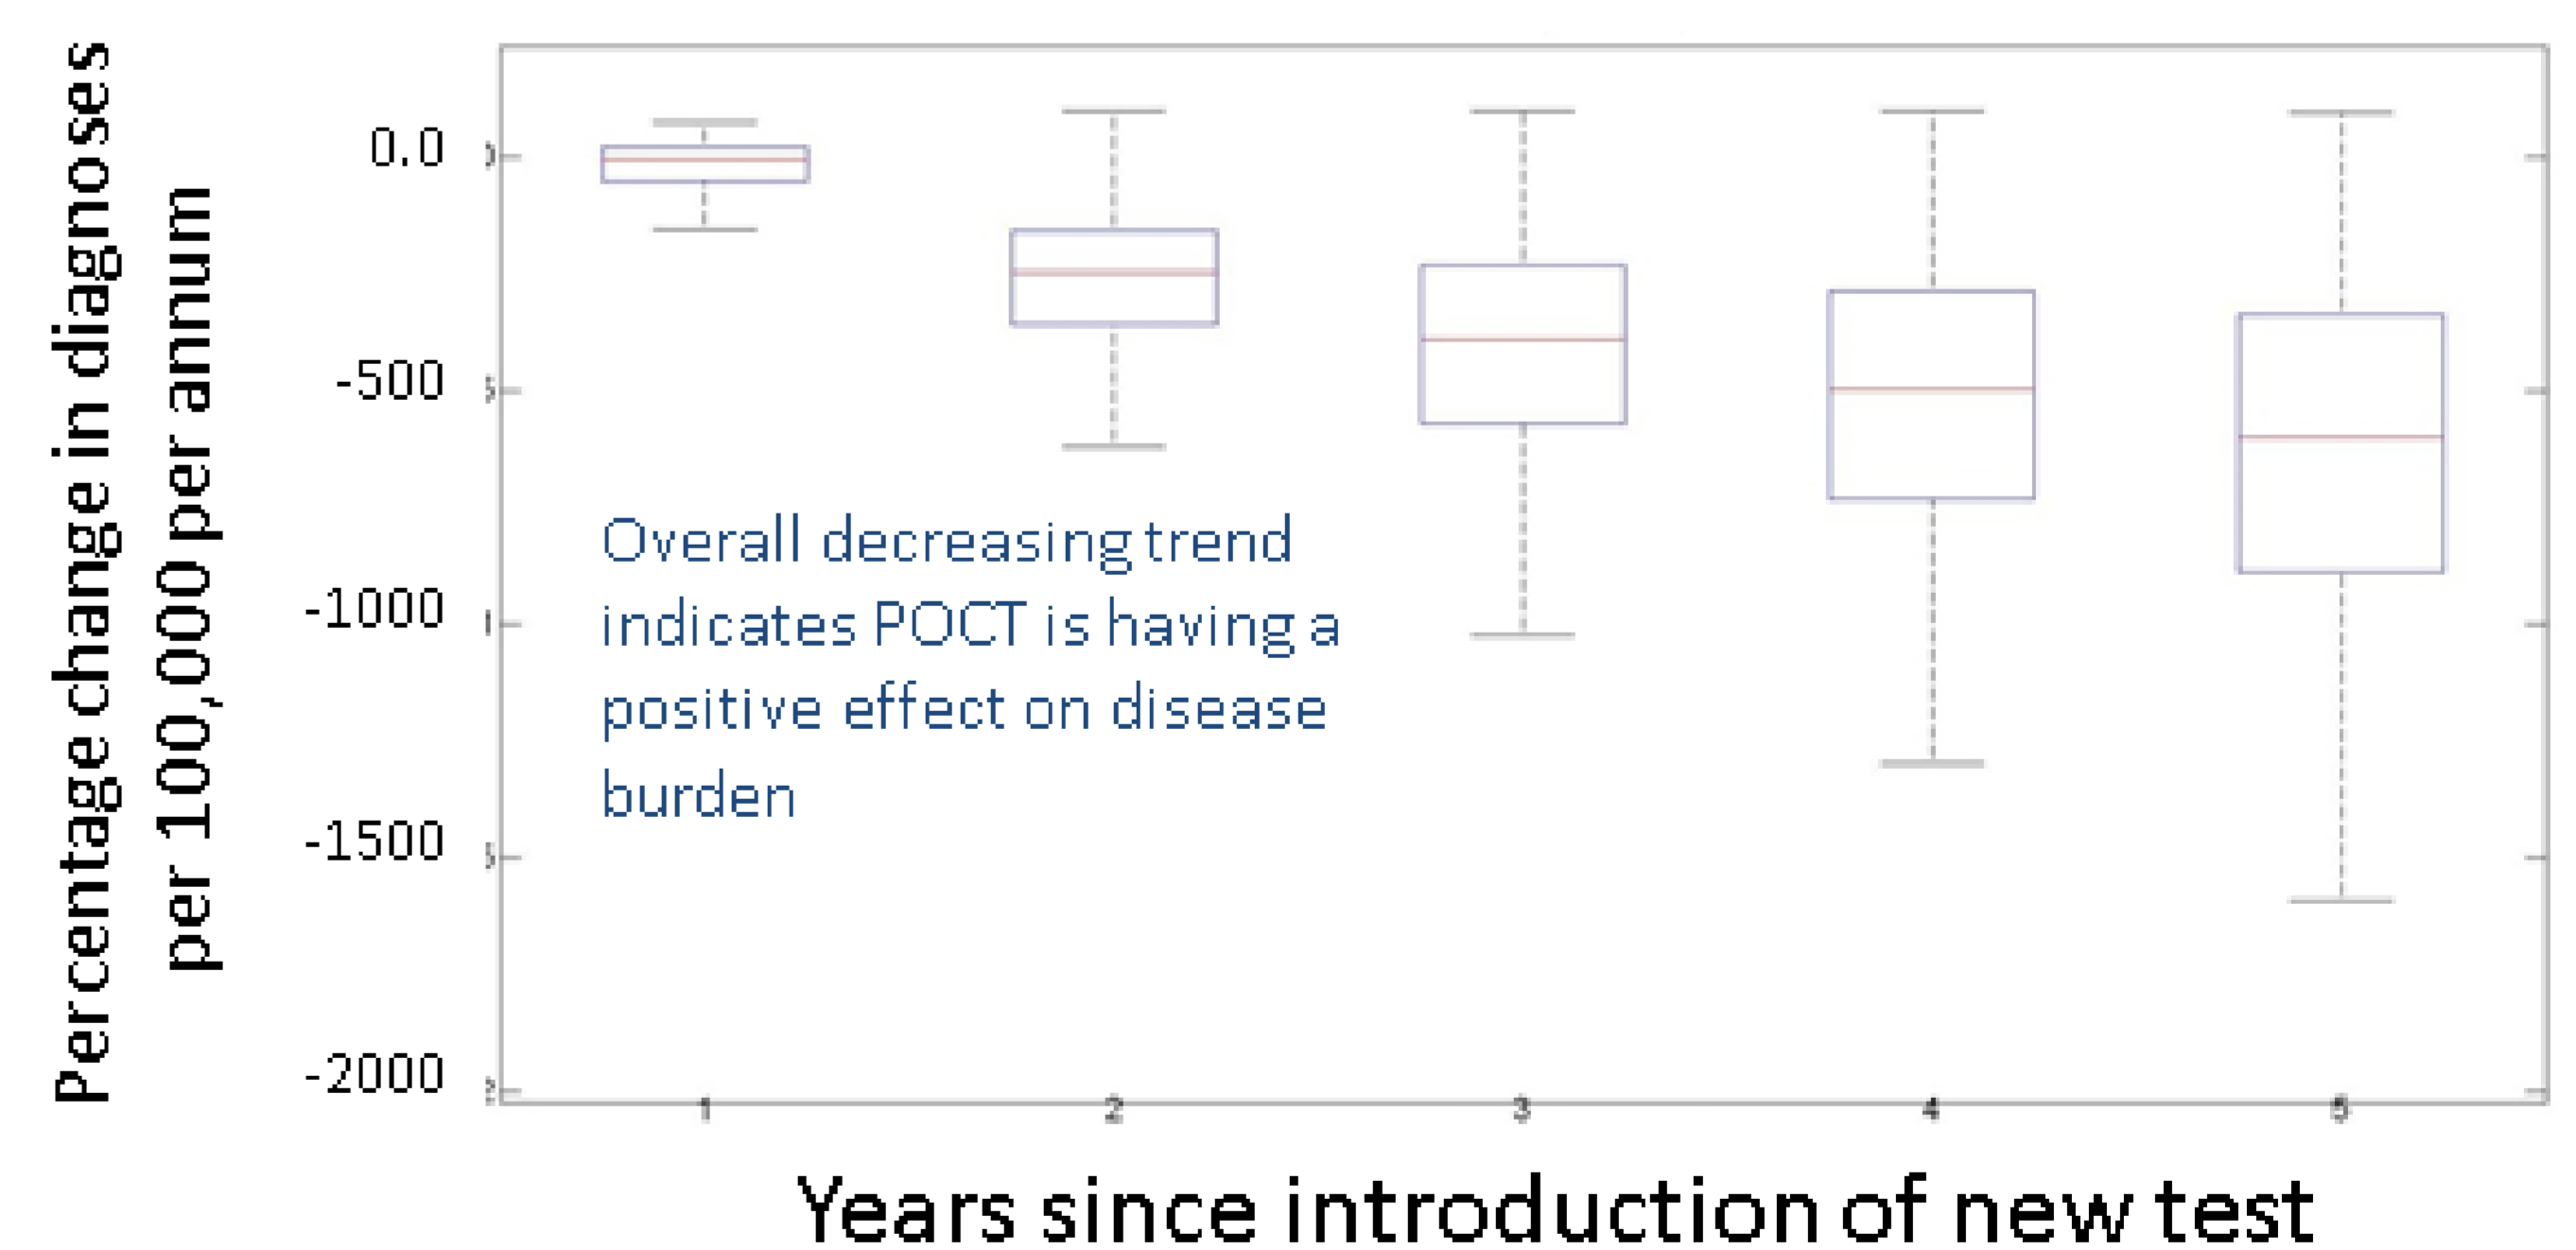 Percentage change in diagnoses
per 100,000 per annum
0.0
-500
-1000
-1500
-2000
Overall decreasing trend
indicates POCT is having a
positive effect on disease
burden
1 2 3 4 5
Years since introduction of new test